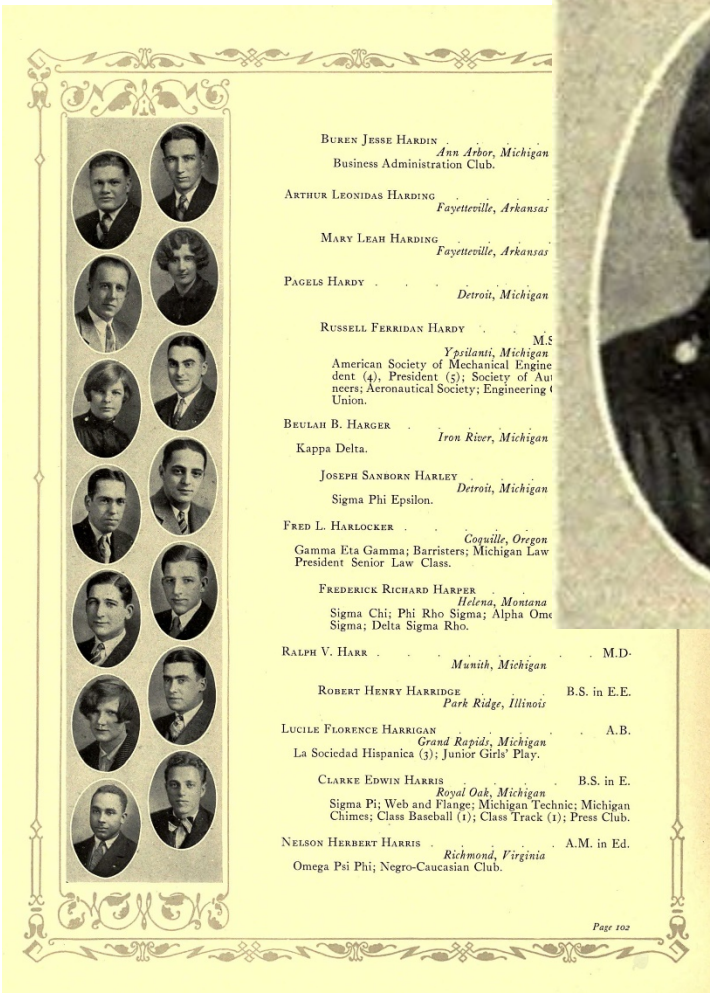 BUREN JESSE HARDIN . . . .
Ann Arbor, Michigan
Business Administration Club.
ARTHUR LEONIDAS HARDING . . . .
Fayetteville, Arkansas
MARY LEAH HARDING . . . .
Fayetteville, Arkansas
PAGELS HARDY . . . . .
Detroit, Michigan
RUSSELL FERRIDAN HARDY . . .
M.S
Ypsilanti, Michigan
American Society of Mechanical Engine
dent (4), President (5); Society of Au
neers; Aeronautical Society; Engineering
Union.
BEULAH B. HARGER . . . .
Iron River, Michigan
Kappa Delta.
JOSEPH SANBORN HARLEY . . .
Detroit, Michigan
Sigma Phi Epsilon.
FRED L. HARLOCKER . . . .
Coquille, Oregon
Gamma Eta Gamma; Barristers; Michigan Law
President Senior Law Class.
FREDERICK RICHARD HARPER . .
Helena, Montana
Sigma Chi; Phi Rho Sigma; Alpha Ome
Sigma; Delta Sigma Rho.
RALPH V. HARR . . . . . . . M.D.
Munith, Michigan
ROBERT HENRY HARRIDGE . . . B.S. in E.E.
Park Ridge, Illinois
LUCILE FLORENCE HARRIGAN . . . . . A.B.
Grand Rapids, Michigan
La Sociedad Hispanica (3); Junior Girls' Play.
CLARKE EDWIN HARRIS . . . . B.S. in E.
Royal Oak, Michigan
Sigma Pi; Web and Flange; Michigan Technic; Michigan
Chimes; Class Baseball (1); Class Track (1); Press Club.
NELSON HERBERT HARRIS . . . . A.M. in Ed.
Richmond, Virginia
Omega Psi Phi; Negro-Caucasian Club.
Page 102